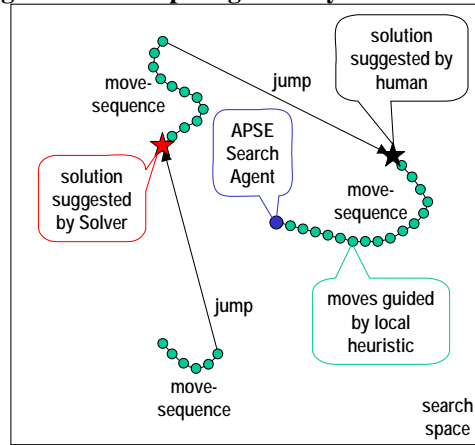 solution
suggested by
human
jump
move-
sequence
APSE
Search
Agent
solution
suggested
by Solver
move-
sequence
moves guided
by local
heuristic
jump
move-
sequence
search
space